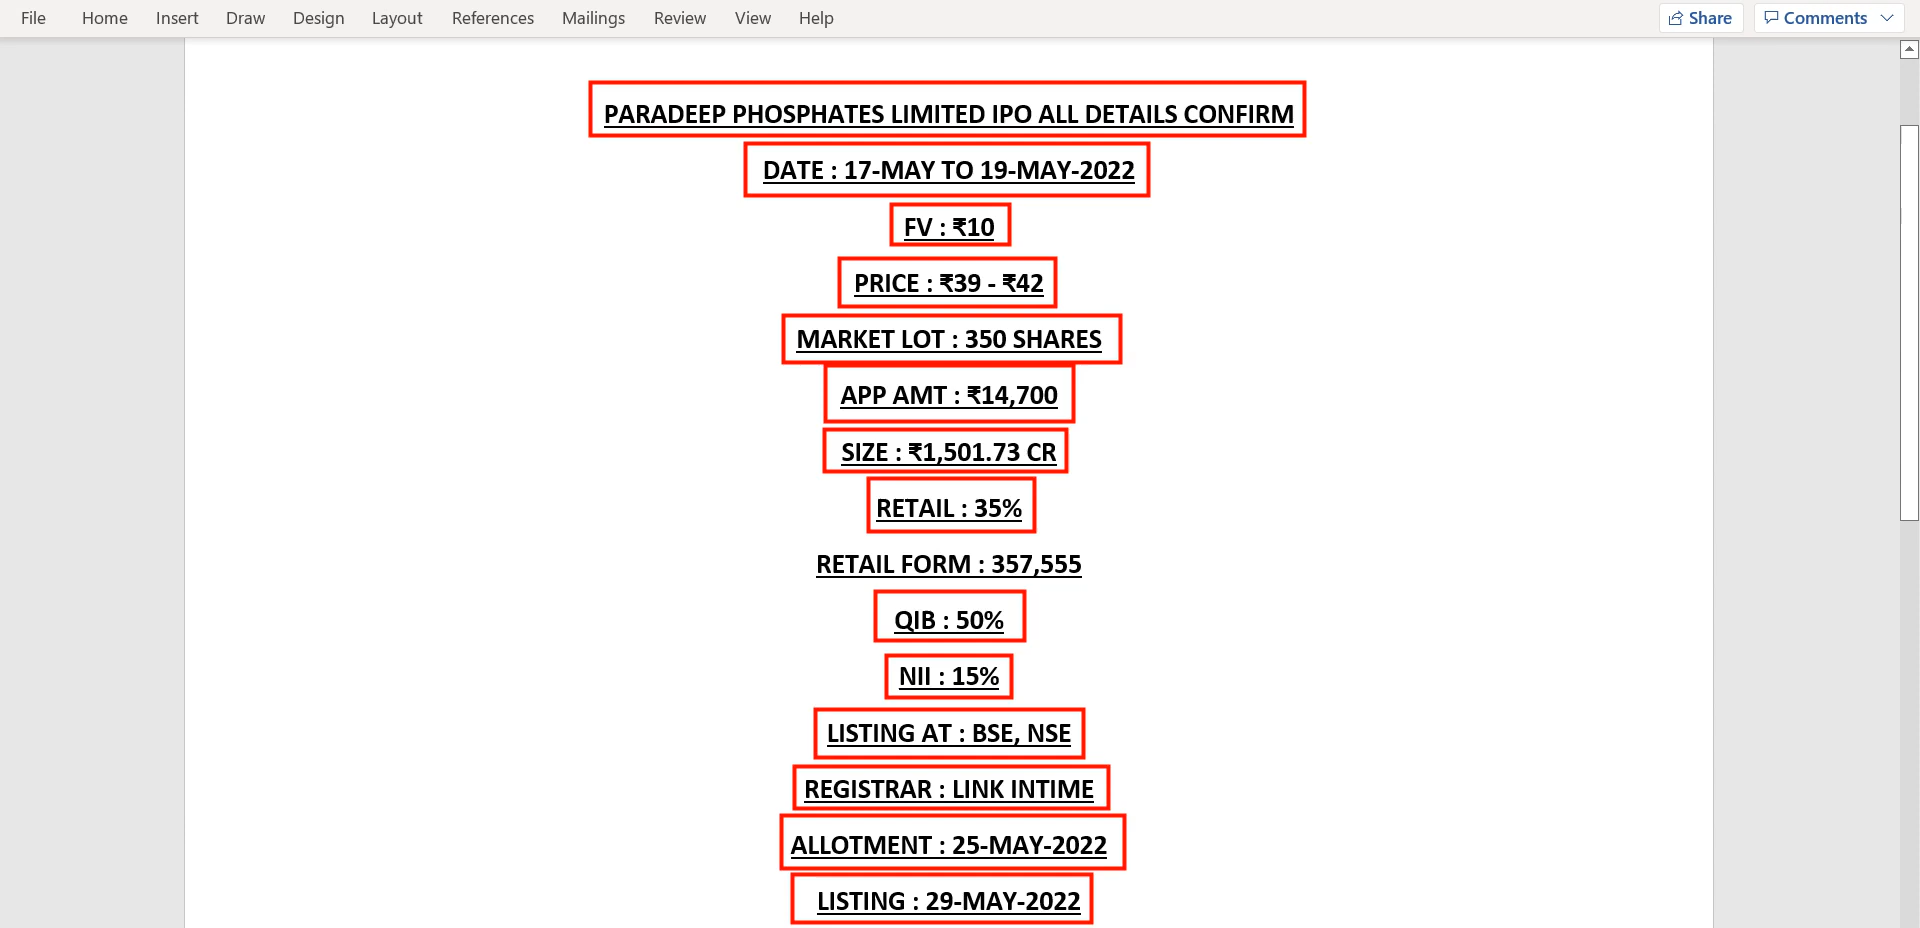 File Home Insert Draw Design Layout References Mailings Review View Help Share Comments
PARADEEP PHOSPHATES LIMITED IPO ALL DETAILS CONFIRM
DATE : 17-MAY TO 19-MAY-2022
FV : ₹10
PRICE : ₹39 - ₹42
MARKET LOT : 350 SHARES
APP AMT : ₹14,700
SIZE : ₹1,501.73 CR
RETAIL : 35%
RETAIL FORM : 357,555
QIB : 50%
NII : 15%
LISTING AT : BSE, NSE
REGISTRAR : LINK INTIME
ALLOTMENT : 25-MAY-2022
LISTING : 29-MAY-2022